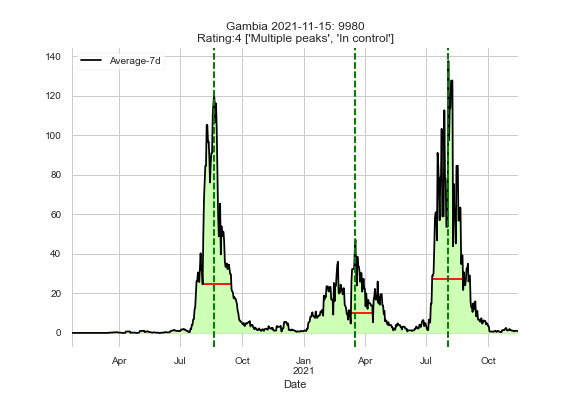 Gambia 2021-11-15: 9980
Rating:4 ['Multiple peaks', 'In control']
Average-7d
140
120
100
80
60
40
20
0
Apr Jul Oct Jan Apr Jul Oct
2021
Date